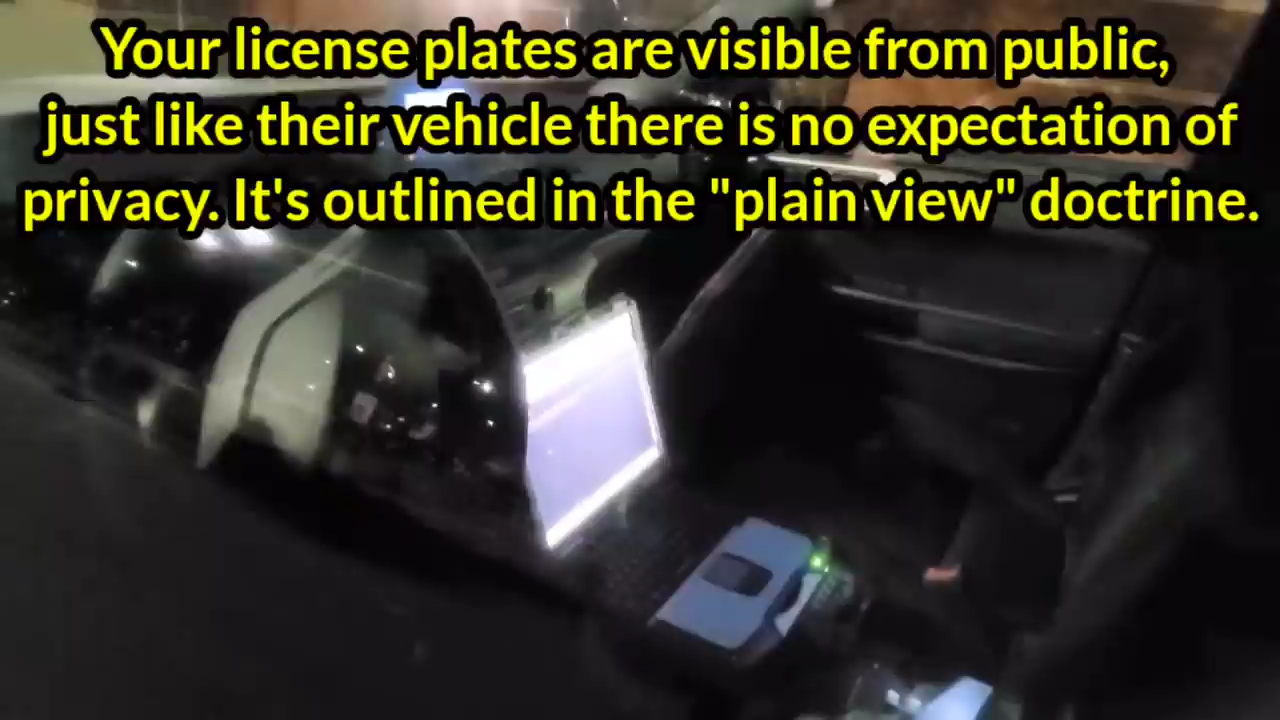 Your license plates are visible from public,
just like their vehicle there is no expectation of
privacy. It's outlined in the "plain view" doctrine.